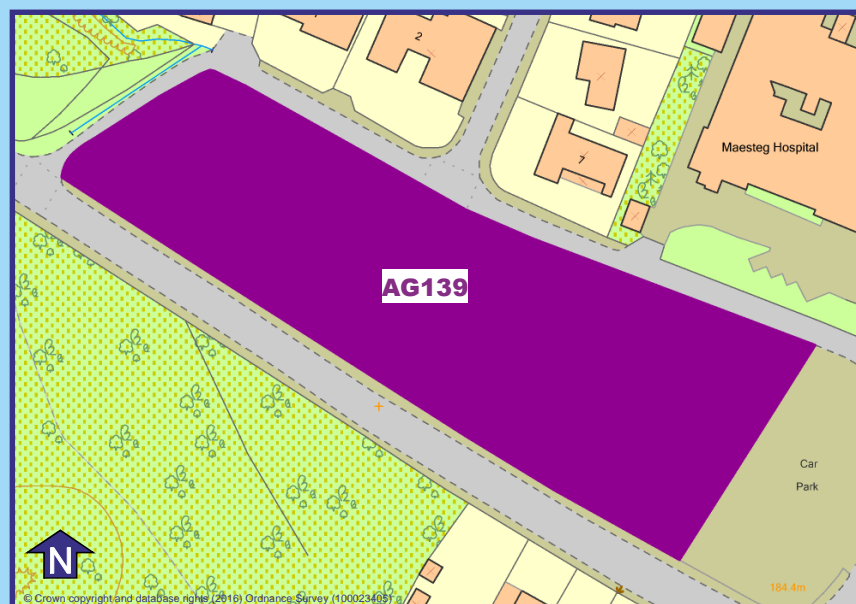 2
7
Maesteg Hospital
AG139
Car
Park
N
184.4m
© Crown copyright and database rights (2016) Ordnance Survey (100023405)